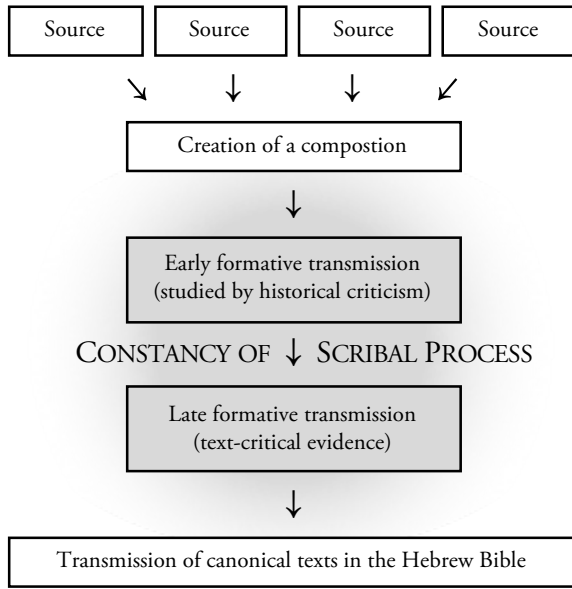 Source Source Source Source
Creation of a compostion
Early formative transmission
(studied by historical criticism)
CONSTANCY OF ↓ SCRIBAL PROCESS
Late formative transmission
(text-critical evidence)
Transmission of canonical texts in the Hebrew Bible